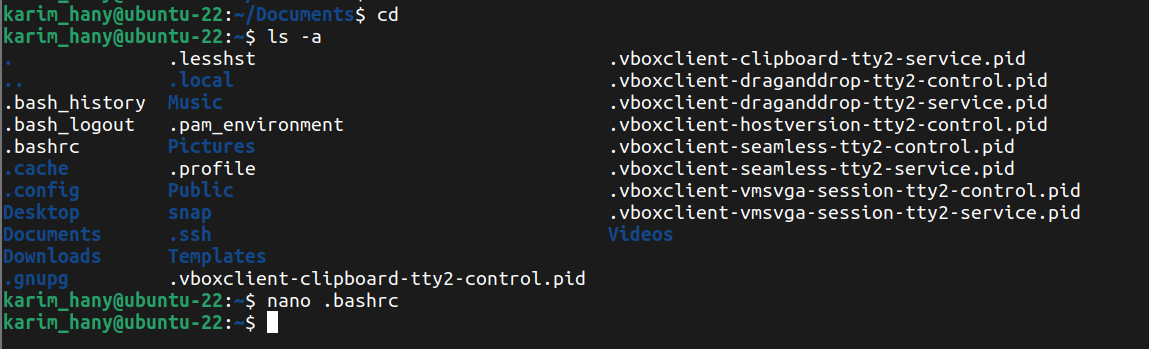 karim_hany@ubuntu-22:~/Documents$ cd
karim_hany@ubuntu-22:~$ ls -a
. .lesshst .vboxclient-clipboard-tty2-service.pid
.. .local .vboxclient-draganddrop-tty2-control.pid
.bash_history Music .vboxclient-draganddrop-tty2-service.pid
.bash_logout .pam_environment .vboxclient-hostversion-tty2-control.pid
.bashrc Pictures .vboxclient-seamless-tty2-control.pid
.cache .profile .vboxclient-seamless-tty2-service.pid
.config Public .vboxclient-vmsvga-session-tty2-control.pid
Desktop snap .vboxclient-vmsvga-session-tty2-service.pid
Documents .ssh Videos
Downloads Templates
.gnupg .vboxclient-clipboard-tty2-control.pid
karim_hany@ubuntu-22:~$ nano .bashrc
karim_hany@ubuntu-22:~$